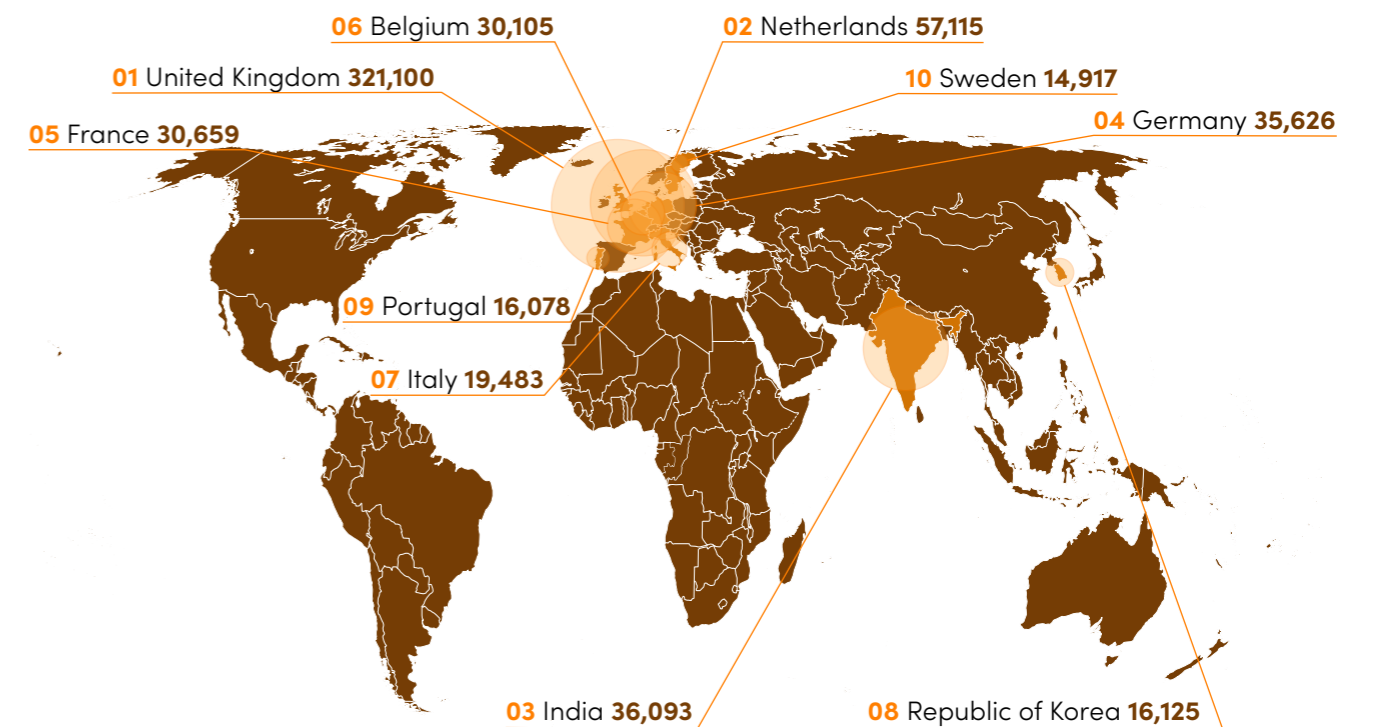 06 Belgium 30,105
02 Netherlands 57,115
01 United Kingdom 321,100
10 Sweden 14,917
05 France 30,659
04 Germany 35,626
09 Portugal 16,078
07 Italy 19,483
03 India 36,093
08 Republic of Korea 16,125